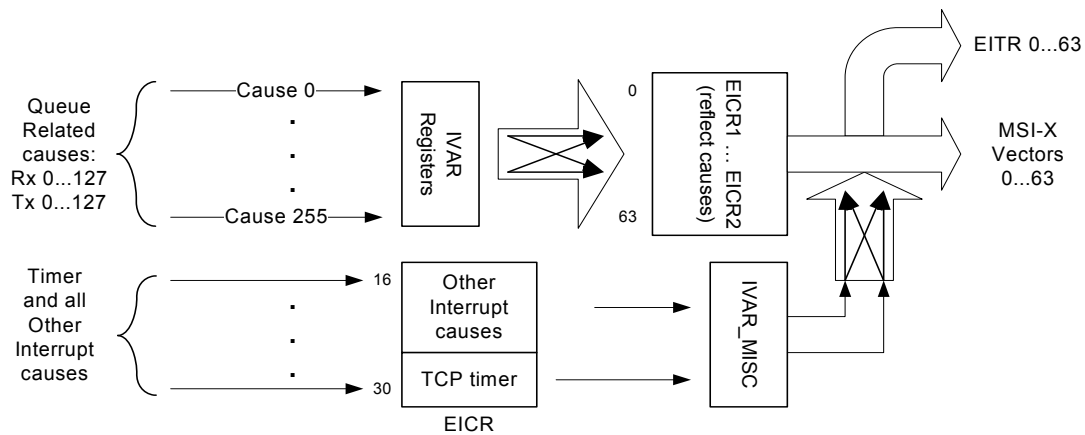 Queue
Related
causes:
Rx 0...127
Tx 0...127
Cause 0
Cause 255
IVAR
Registers
0
63
EICR1 ... EICR2
(reflect causes)
EITR 0...63
MSI-X
Vectors
0...63
Timer
and all
Other
Interrupt
causes
16
30
Other
Interrupt
causes
TCP timer
EICR
IVAR_MISC